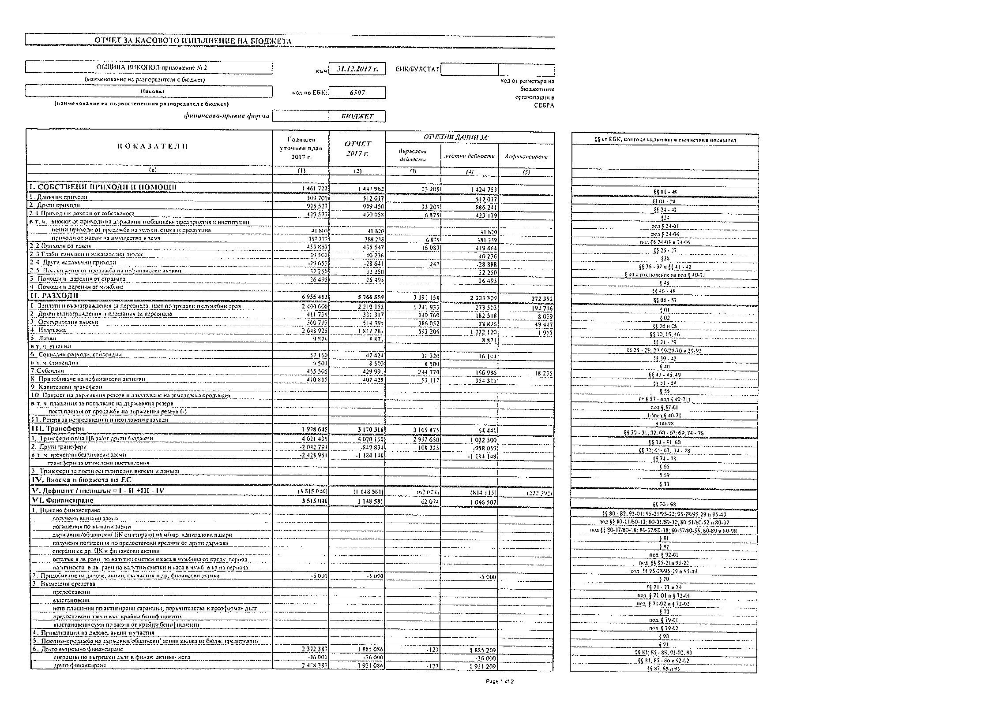 ОТЧЕТ ЗА КАСОВОТО ИЗПЪЛНЕНИЕ НА БЮДЖЕТА
ОБЩИНА НИКОПОЛ-приложение № 2
към
31.12.2017 г.
ЕИК/БУЛСТАТ
(наименование на разпоредителя с бюджет)
код от регистъра на
бюджетните
организации в
СЕБРА
Никопол
код по ЕБК:
6507
(наименование на първостепенния разпоредител с бюджет)
финансово-правна форма
БЮДЖЕТ
ПОКАЗАТЕЛИ
Годишен уточнен план 2017 г.
ОТЧЕТ 2017 г.
ОТЧЕТНИ ДАННИ ЗА:
държавни дейности
местни дейности
дофинансиране
§§ от ЕБК, които се включват в съответния показател
(а) (1) (2) (3) (4) (5)
I. СОБСТВЕНИ ПРИХОДИ И ПОМОЩИ 1 461 722 1 447 962 23 209 1 424 753 §§ 01 - 48
1. Данъчни приходи 509 700 512 017 512 017 §§ 01 - 20
2. Други приходи 925 527 909 450 23 209 886 241 §§ 24 - 42
2.1 Приходи и доходи от собственост 429 577 430 058 6 879 423 179 §24
в т. ч. вноски от приходи на държавни и общински предприятия и институции под § 24-01
нетни приходи от продажба на услуги, стоки и продукция 41 800 41 820 41 820 под § 24-04
приходи от наеми на имущество и земя 387 777 388 238 6 879 381 359 под §§ 24-05 и 24-06
2.2 Приходи от такси 453 853 435 547 16 083 419 464 §§ 25 - 27
2.3 Глоби, санкции и наказателни лихви 39 500 40 236 40 236 §28
2.4. Други неданъчни приходи -29 653 -28 641 247 -28 888 §§ 36 - 37 и §§ 41 - 42
2.5. Постъпления от продажба на нефинансови активи 32 250 32 250 32 250 § 40 с изключение на под § 40-71
3. Помощи и дарения от страната 26 495 26 495 26 495 § 45
4. Помощи и дарения от чужбина §§ 46 - 48
II. РАЗХОДИ 6 955 413 5 766 859 3 191 158 2 303 309 272 392 §§ 01 - 57
1. Заплати и възнаграждения за персонала, нает по трудови и служебни прав 2 409 600 2 210 152 1 741 933 273 503 194 716 § 01
2. Други възнаграждения и плащания за персонала 411 739 331 317 140 760 182 518 8 039 § 02
3. Осигурителни вноски 560 793 514 395 386 052 78 896 49 447 §§ 05 и 08
4. Издръжка 2 648 925 1 817 281 593 206 1 222 120 1 955 §§ 10, 19, 46
5. Лихви 9 876 8 871 8 871 §§ 21 - 29
в т. ч. външни §§ 25 - 28; 29-69/29-70 и 29-92
6. Социални разходи, стипендии 57 160 47 424 31 320 16 104 §§ 39 - 42
в т. ч. стипендии 9 501 8 500 8 500 § 40
7.Субсидии 455 505 429 991 244 770 166 986 18 235 §§ 43 - 45, 49
8. Придобиване на нефинансови активи 410 815 407 428 53 117 354 311 §§ 51 - 54
9. Капиталови трансфери § 55
10. Прираст на държавния резерв и изкупуване на земеделска продукция (+ § 57 - под § 40-71)
в т. ч. плащания за попълване на държавния резерв под § 57-01
постъпления от продажби на държавния резерв (-) (-)под § 40-71
11. Резерв за непредвидени и неотложни разходи § 00-98
III. Трансфери 1 978 645 3 170 316 3 105 875 64 441 §§ 30 - 31; 32; 60 - 67; 69, 74 - 78
1. Трансфери от/за ЦБ за/от други бюджети 4 021 439 4 020 150 2 997 650 1 022 500 §§ 30 - 31, 60
2. Други трансфери -2 042 794 -849 834 108 225 -958 059 §§ 32; 61- 67, 74 - 78
в т. ч. временни безлихвени заеми -2 428 951 -1 184 148 -1 184 148 §§ 74 - 78
трансфери за отчислени постъпления § 65
3. Трансфери за поети осигурителни вноски и данъци § 69
IV. Вноска в бюджета на ЕС § 33
V. Дефицит / излишък = I - II +III - IV (3 515 046) (1 148 581) (62 074) (814 115) (272 392)
VI. Финансиране 3 515 046 1 148 581 62 074 1 086 507 §§ 70 - 98
1. Външно финансиране §§ 80 - 82; 92-01; 95-21/95-22; 95-28/95-29 и 95-49
получени външни заеми под §§ 80-11/80-12; 80-31/80-32; 80-51/80-52 и 80-97
погашения по външни заеми под §§ 80-17/80-18; 80-37/80-38; 80-57/80-58, 80-80 и 80-98
държавни /общински/ ЦК емитирани на м/нар. капиталови пазари § 81
получени погашения по предоставени кредити от други държави § 82
операции с др. ЦК и финансови активи под § 92-01
остатък в лв.равн. по валутни сметки и каса в чужбина от предх. период под §§ 95-21и 95-22
наличности в лв. равн по валутни сметки и каса в чужб. в кр на периода под §§ 95-28/95-29 и 95-49
2. Придобиване на дялове, акции, съучастия и др. финансови активи -5 000 -5 000 -5 000 § 70
3. Възмездни средства §§ 71 - 73 и 79
предоставени под § 71-01 и § 72-01
възстановени под § 71-02 и § 72-02
нето плащания по активирани гаранции, поръчителства и преоформен дълг § 73
предоставени заеми към крайни бенефициенти под § 79-01
възстановени суми по заеми от крайни бенефициенти под § 79-02
4. Приватизация на дялове, акции и участия § 90
5. Покупко-продажба на държавни/общински/ ценни книжа от бюдж. предприятия § 91
6. Друго вътрешно финансиране 2 372 387 1 885 086 -123 1 885 209 §§ 83; 85 - 88, 92-02; 93
операции по вътрешен дълг и финан. активи- нето -36 000 -36 000 -36 000 §§ 83; 85 - 86 и 92-02
друго финансиране 2 408 387 1 921 086 -123 1 921 209 §§ 87, 88 и 93
Page 1 of 2